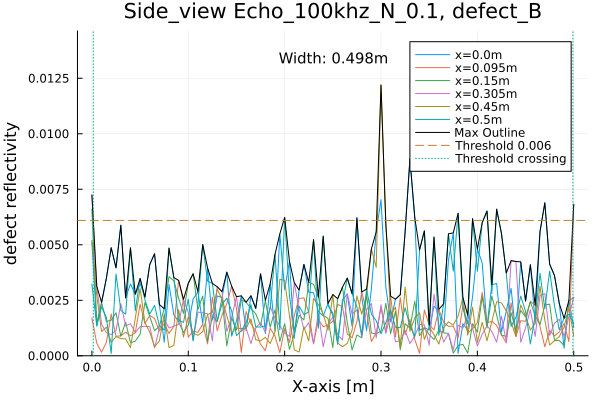 Side_view Echo_100khz_N_0.1, defect_B
Width: 0.498m
x=0.0m
x=0.095m
x=0.15m
x=0.305m
x=0.45m
x=0.5m
Max Outline
Threshold 0.006
Threshold crossing
defect reflectivity
0.0125
0.0100
0.0075
0.0050
0.0025
0.0000
0.0 0.1 0.2 0.3 0.4 0.5
X-axis [m]